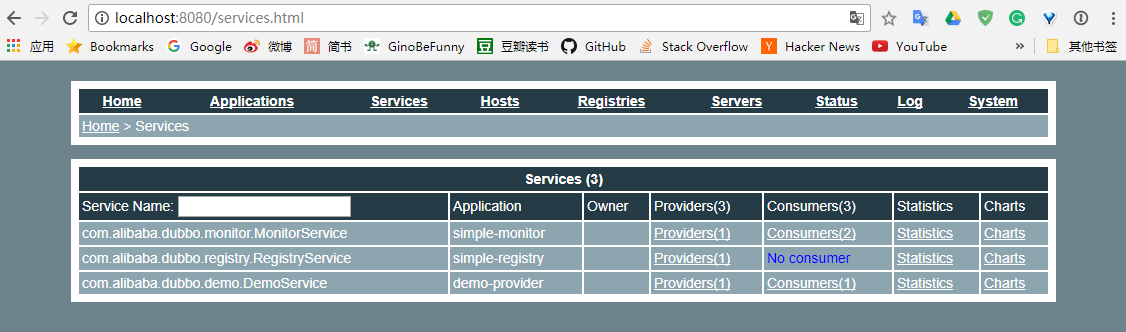 localhost:8080/services.html
应用 Bookmarks G Google 微博 简 简书 GinoBeFunny 豆 豆瓣读书 GitHub Stack Overflow Y Hacker News YouTube » 其他书签
Home Applications Services Hosts Registries Servers Status Log System
Home > Services
Services (3)
Service Name: Application Owner Providers(3) Consumers(3) Statistics Charts
com.alibaba.dubbo.monitor.MonitorService simple-monitor Providers(1) Consumers(2) Statistics Charts
com.alibaba.dubbo.registry.RegistryService simple-registry Providers(1) No consumer Statistics Charts
com.alibaba.dubbo.demo.DemoService demo-provider Providers(1) Consumers(1) Statistics Charts